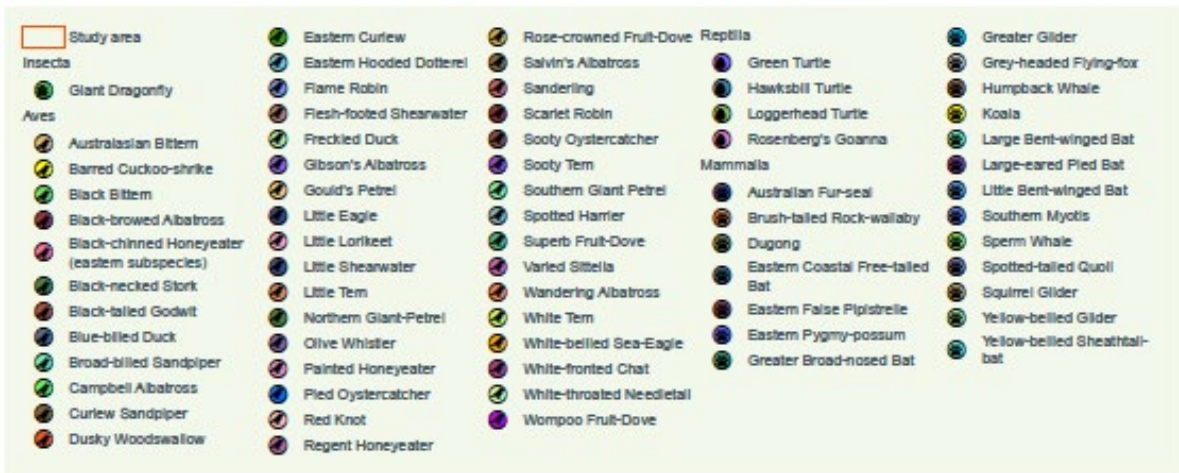 Study area
Insecta
Giant Dragonfly
Aves
Australasian Bittern
Barred Cuckoo-shrike
Black Bittern
Black-browed Albatross
Black-chinned Honeyeater
(eastern subspecies)
Black-necked Stork
Black-tailed Godwit
Blue-billed Duck
Broad-billed Sandpiper
Campbell Albatross
Curlew Sandpiper
Dusky Woodswallow
Eastern Curlew
Eastern Hooded Dotterel
Flame Robin
Flesh-footed Shearwater
Freckled Duck
Gibson's Albatross
Gould's Petrel
Little Eagle
Little Lorikeet
Little Shearwater
Little Tern
Northern Giant-Petrel
Olive Whistler
Painted Honeyeater
Pied Oystercatcher
Red Knot
Regent Honeyeater
Rose-crowned Fruit-Dove
Salvin's Albatross
Sanderling
Scarlet Robin
Sooty Oystercatcher
Sooty Tern
Southern Giant Petrel
Spotted Harrier
Superb Fruit-Dove
Varied Sittella
Wandering Albatross
White Tern
White-bellied Sea-Eagle
White-fronted Chat
White-throated Needletail
Wompoo Fruit-Dove
Reptilia
Green Turtle
Hawksbill Turtle
Loggerhead Turtle
Rosenberg's Goanna
Mammalia
Australian Fur-seal
Brush-tailed Rock-wallaby
Dugong
Eastern Coastal Free-tailed
Bat
Eastern False Pipistrelle
Eastern Pygmy-possum
Greater Broad-nosed Bat
Greater Glider
Grey-headed Flying-fox
Humpback Whale
Koala
Large Bent-winged Bat
Large-eared Pied Bat
Little Bent-winged Bat
Southern Myotis
Sperm Whale
Spotted-tailed Quoll
Squirrel Glider
Yellow-bellied Glider
Yellow-bellied Sheathtail-
bat